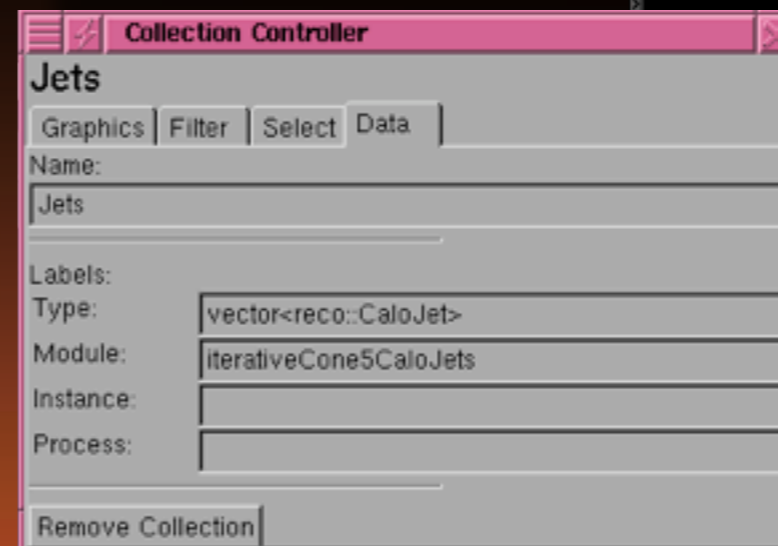 Collection Controller
Jets
Graphics Filter Select Data
Name:
Jets
Labels:
Type: vector<reco::CaloJet>
Module: iterativeCone5CaloJets
Instance:
Process:
Remove Collection